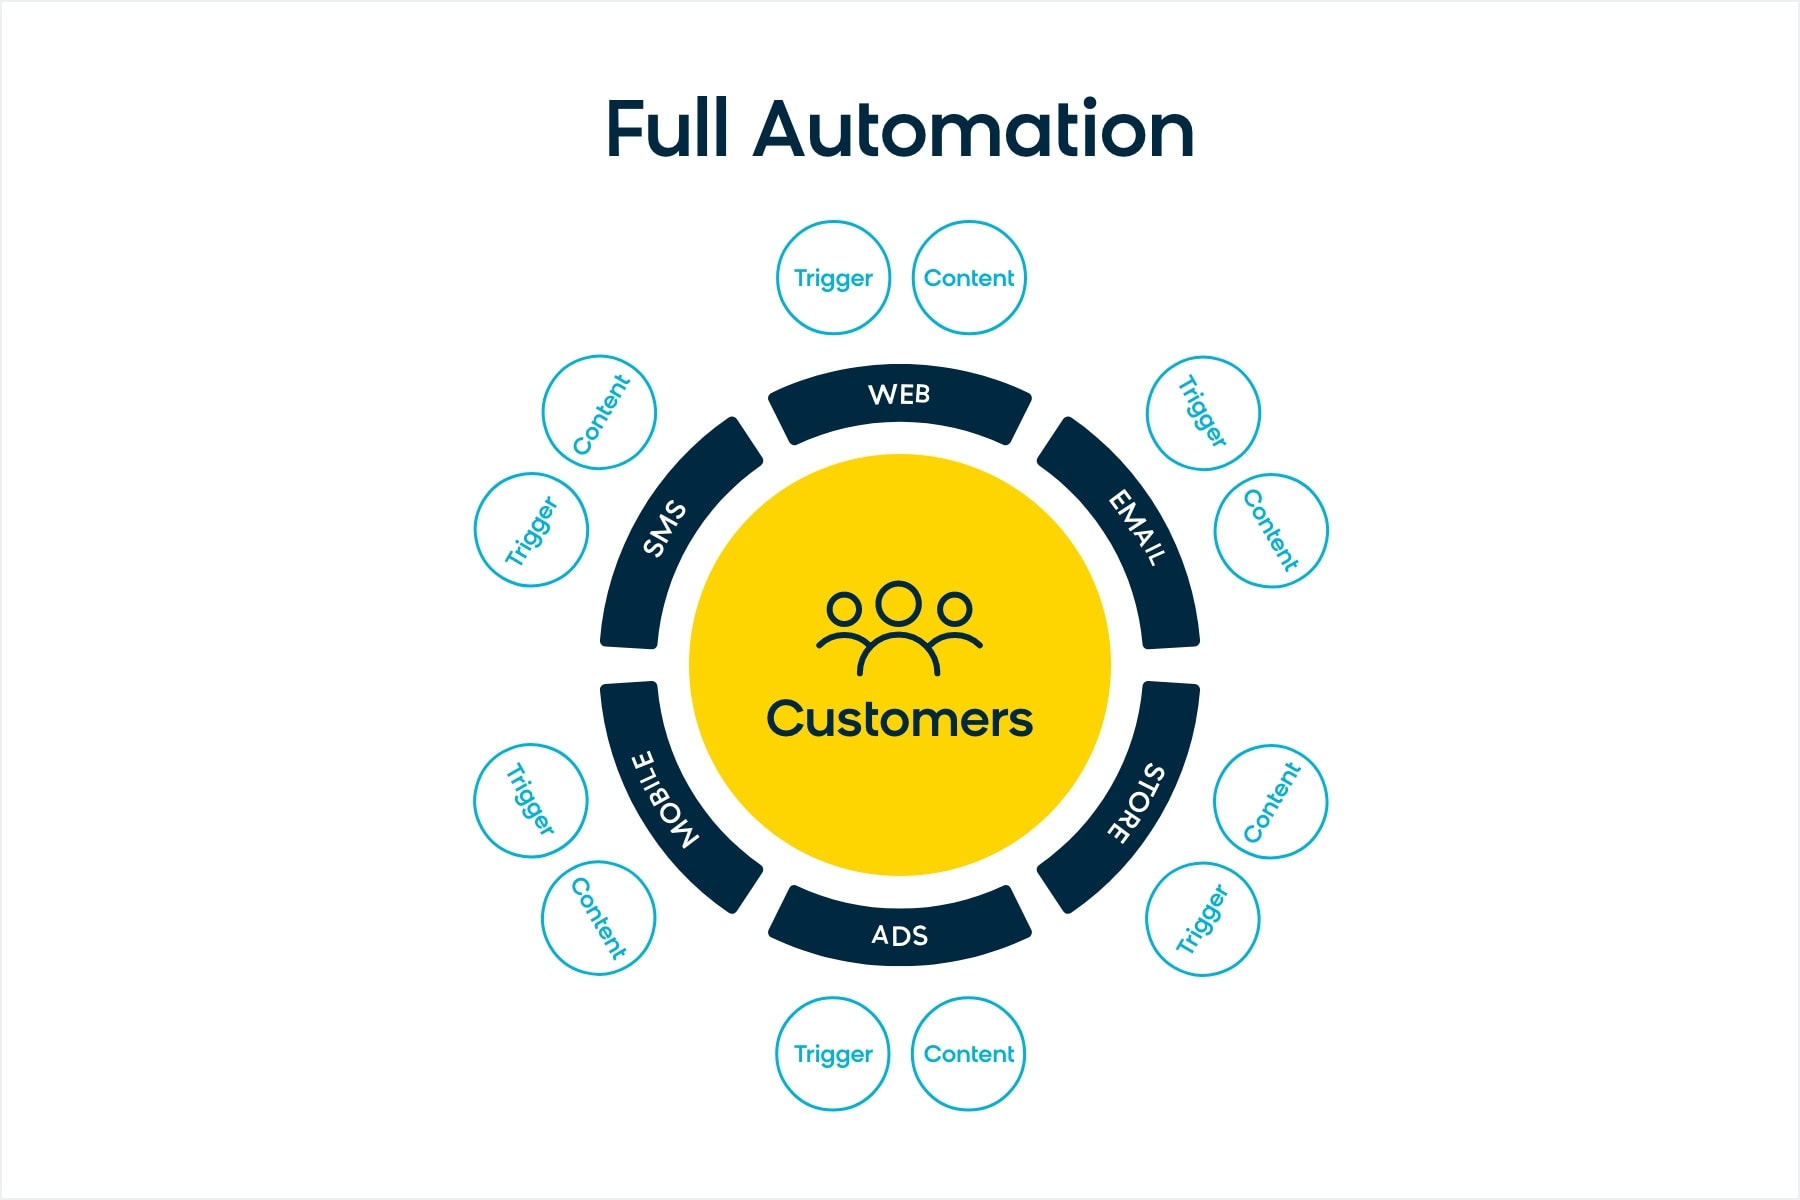 Full Automation
Trigger
Content
WEB
Content
Trigger
SMS
Trigger
Content
EMAIL
Customers
Trigger
Content
MOBILE
Content
Trigger
STORE
ADS
Trigger
Content